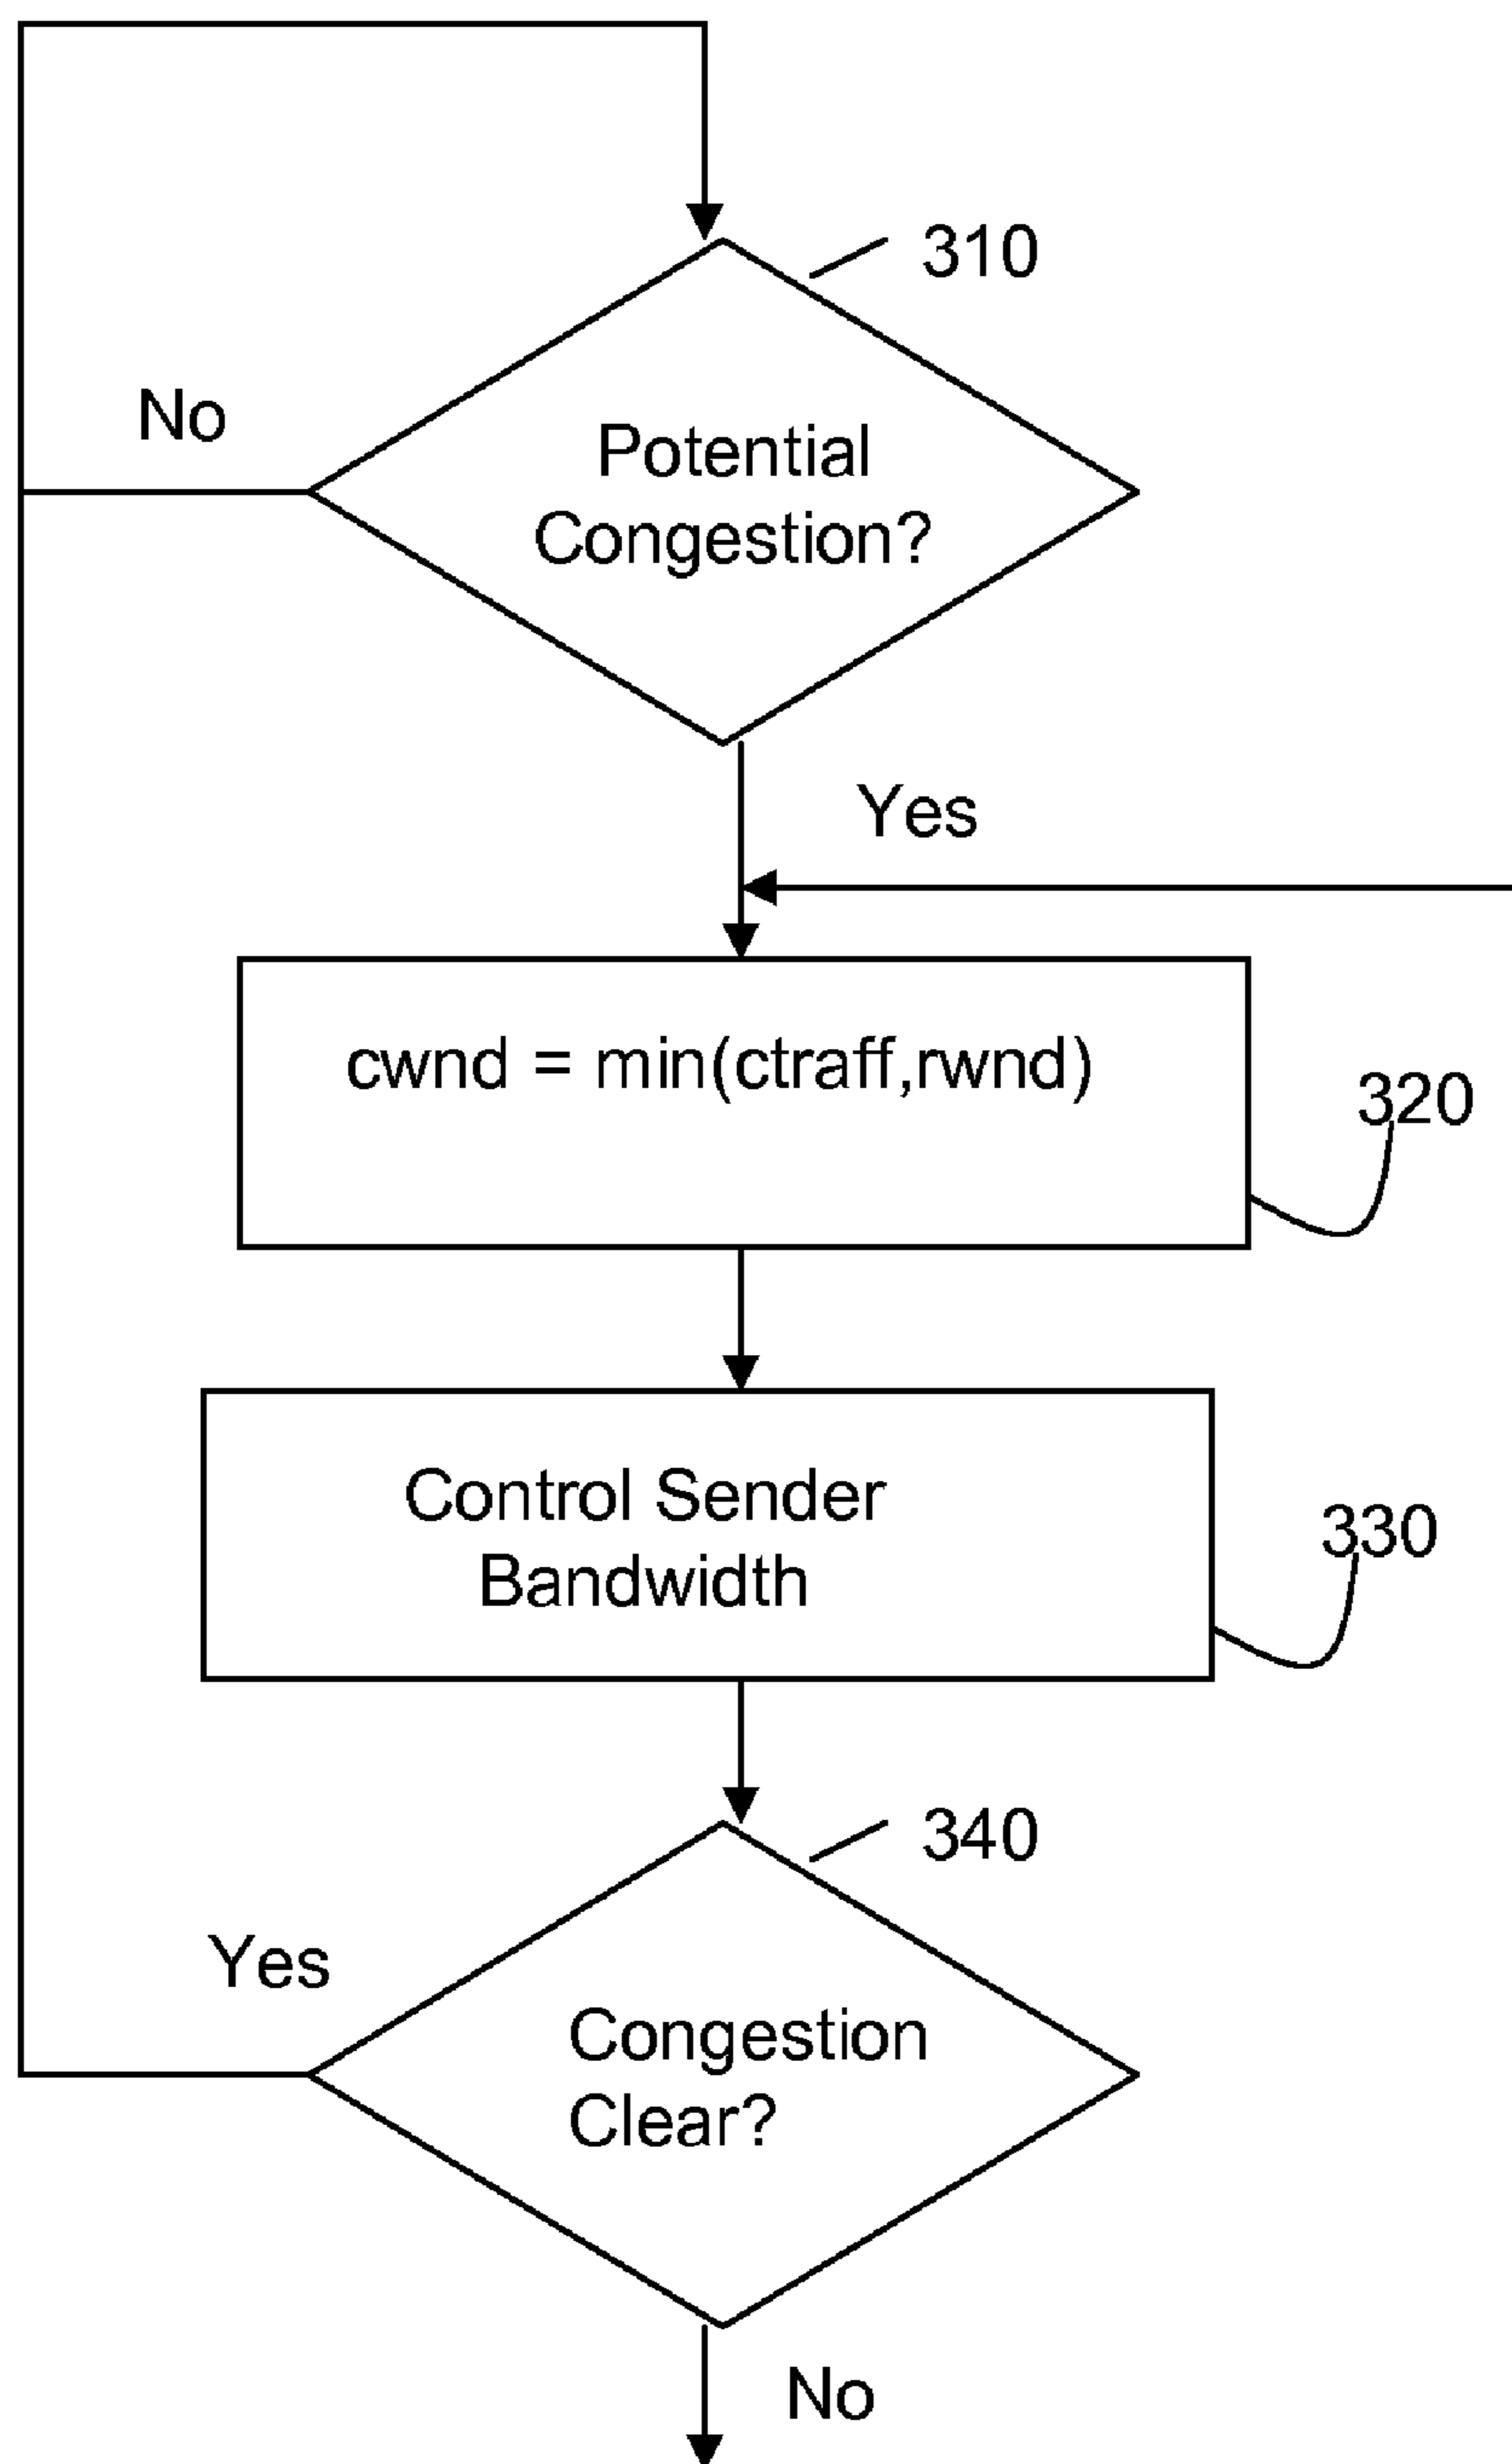 310
No
Potential
Congestion?
Yes
cwnd = min(ctraff,rwnd)
320
Control Sender
Bandwidth
330
340
Yes
Congestion
Clear?
No